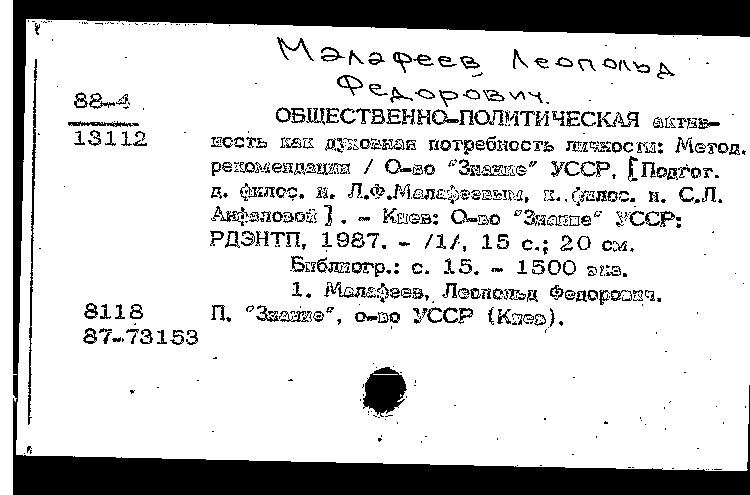 Малафеев Леопольд
Федорович.
88-4
13112
ОБЩЕСТВЕННО-ПОЛИТИЧЕСКАЯ актив-
ность как духовная потребность личности: Метод.
рекомендации / О-во "Знание" УССР, [Подгот.
д. филос. н. Л.Ф.Малафеевым, к. филос. н. С.Л.
Анфаловой]. - Киев: О-во "Знание" УССР:
РДЭНТП, 1987. - /1/, 15 с.; 20 см.
Библиогр.: с. 15. - 1500 экз.
1. Малафеев, Леопольд Федорович.
8118 П. "Знание", о-во УССР (Киев).
87-73153